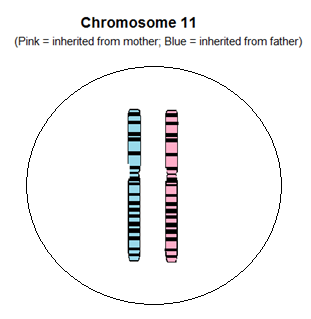 Chromosome 11
(Pink = inherited from mother; Blue = inherited from father)